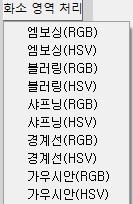 화소 영역 처리
엠보싱(RGB)
엠보싱(HSV)
블러링(RGB)
블러링(HSV)
샤프닝(RGB)
샤프닝(HSV)
경계선(RGB)
경계선(HSV)
가우시안(RGB)
가우시안(HSV)